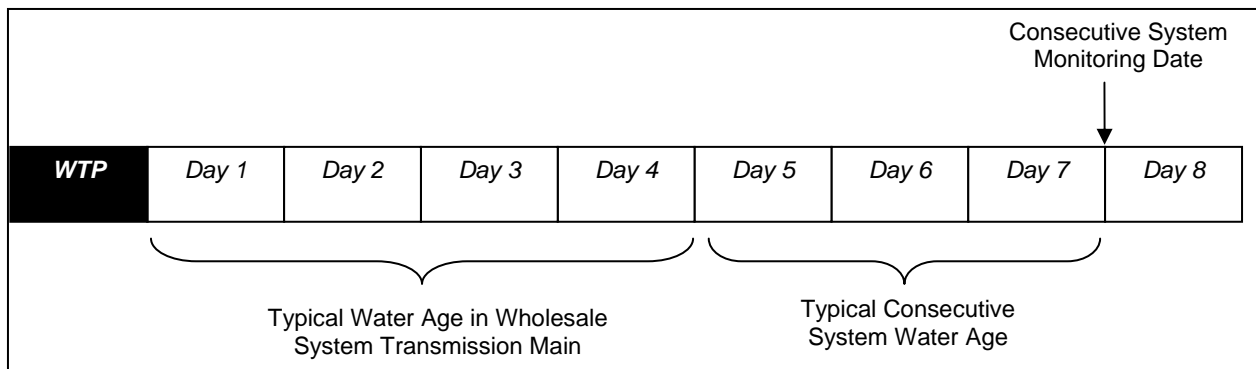 Consecutive System
Monitoring Date
WTP Day 1 Day 2 Day 3 Day 4 Day 5 Day 6 Day 7 Day 8
Typical Water Age in Wholesale
System Transmission Main
Typical Consecutive
System Water Age